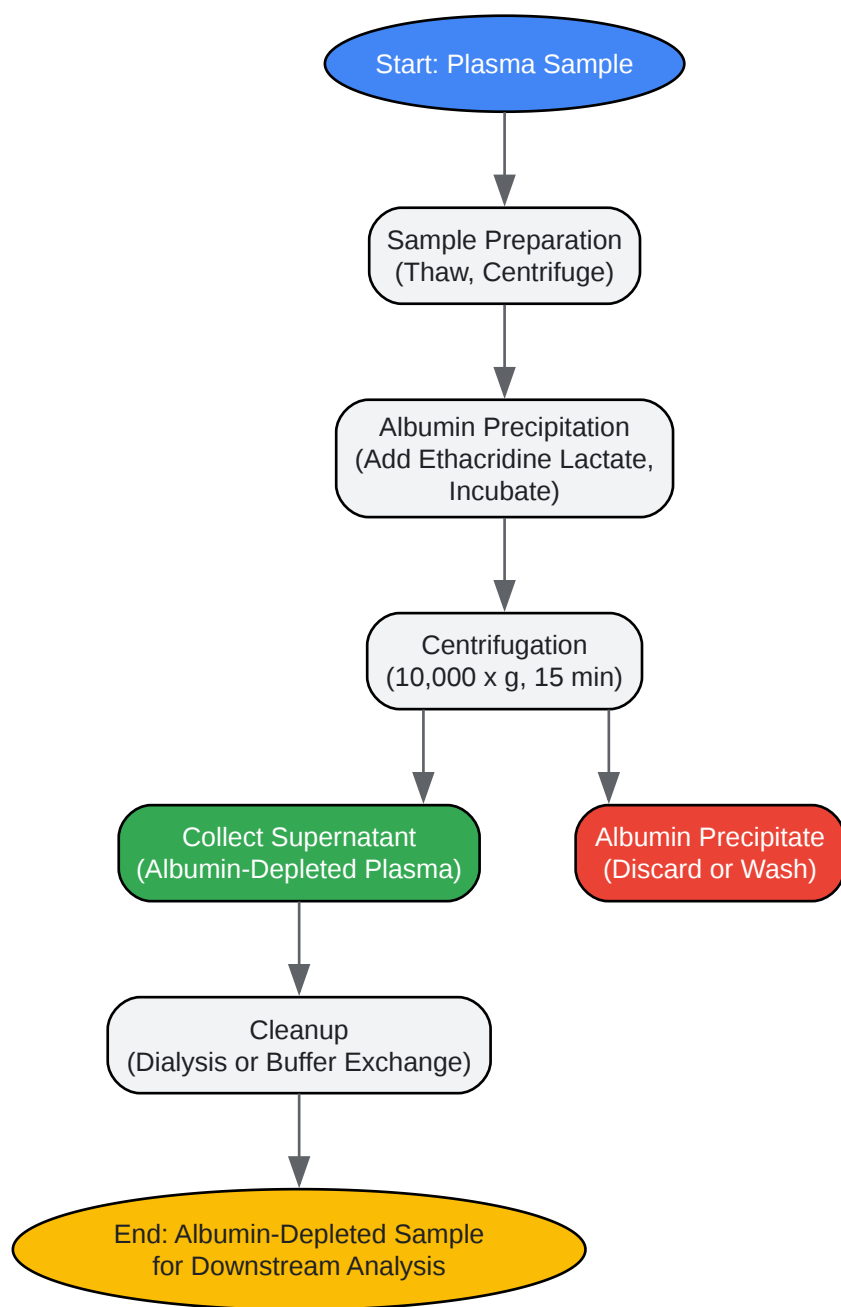 Start: Plasma Sample
Sample Preparation
(Thaw, Centrifuge)
Albumin Precipitation
(Add Ethacridine Lactate,
Incubate)
Centrifugation
(10,000 x g, 15 min)
Collect Supernatant
(Albumin-Depleted Plasma)
Albumin Precipitate
(Discard or Wash)
Cleanup
(Dialysis or Buffer Exchange)
End: Albumin-Depleted Sample
for Downstream Analysis